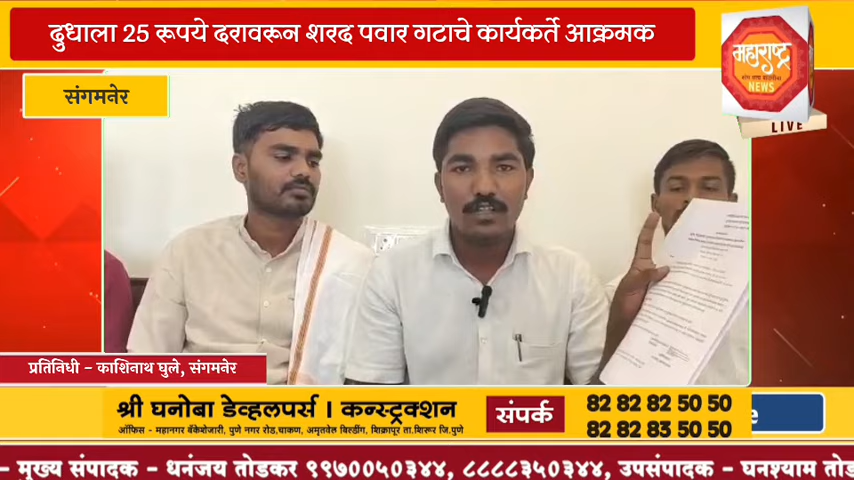 दुधाला 25 रूपये दरावरून शरद पवार गटाचे कार्यकर्ते आक्रमक
महाराष्ट्र
NEWS
LIVE
संगमनेर
प्रतिनिधी - काशिनाथ घुले, संगमनेर
श्री घनोबा डेव्हलपर्स । कन्स्ट्रक्शन
ऑफिस - महानगर बँकेशेजारी, पुणे नगर रोड,चाकण, अमृतवेल बिल्डींग, शिक्रापूर ता.शिरूर जि.पुणे
संपर्क
82 82 82 50 50
82 82 83 50 50
e
- मुख्य संपादक - धनंजय तोडकर ९९७००५०३४४, ८८८८३५०३४४, उपसंपादक - घनश्याम तोड